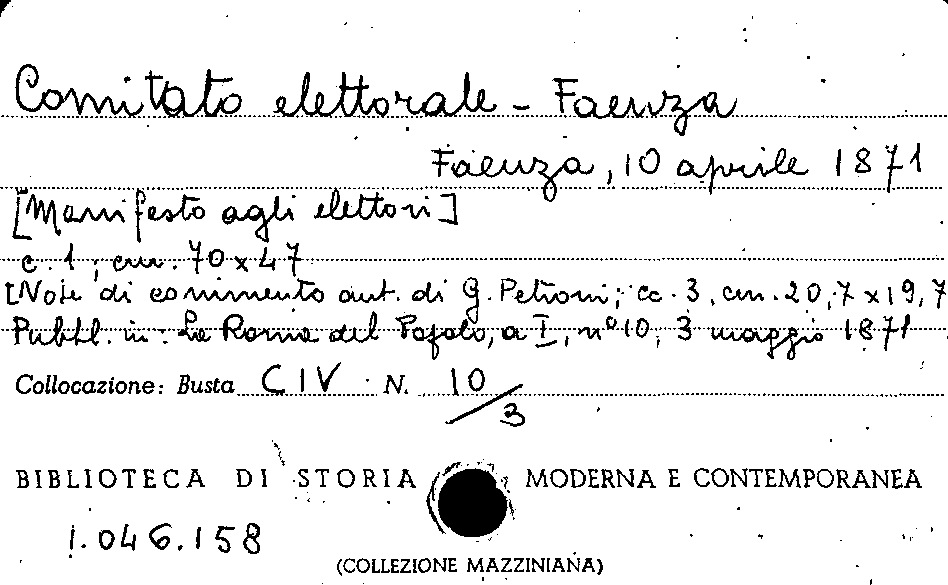 Comitato elettorale - Faenza
Faenza, 10 aprile 1871
[Manifesto agli elettori]
c. 1; cm. 70 x 47
[Note di commento aut. di G. Petroni; cc. 3, cm. 20,7 x 19,7
Pubbl. in: La Roma del Popolo, a I, n° 10, 3 maggio 1871
Collocazione: Busta CIV N. 10/3
BIBLIOTECA DI STORIA MODERNA E CONTEMPORANEA
1.046.158
(COLLEZIONE MAZZINIANA)